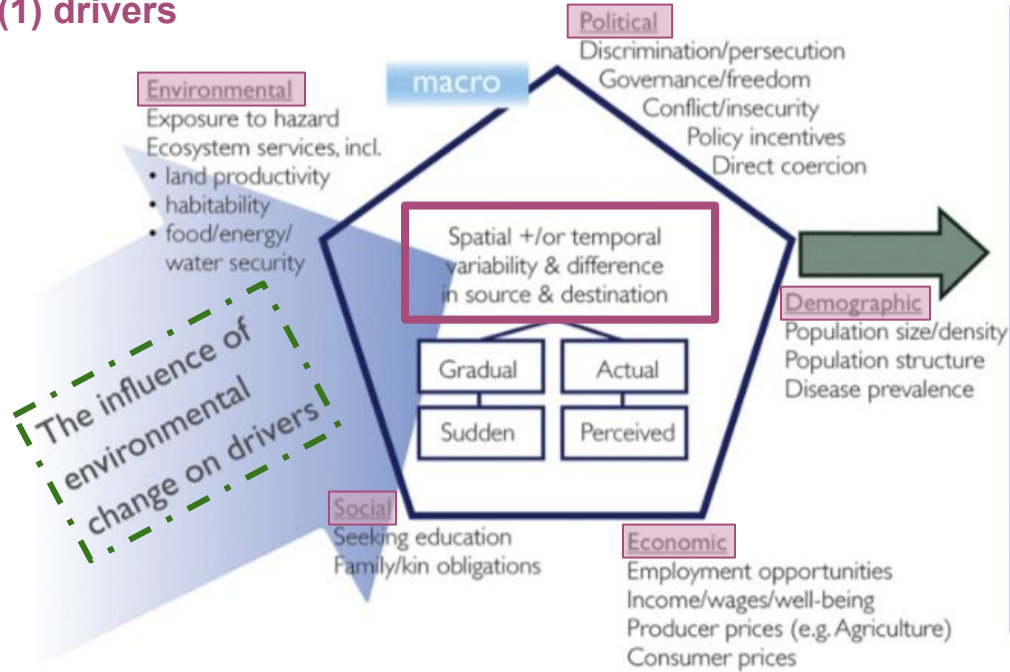 (1) drivers
macro
Political
Discrimination/persecution
Governance/freedom
Conflict/insecurity
Policy incentives
Direct coercion
Environmental
Exposure to hazard
Ecosystem services, incl.
• land productivity
• habitability
• food/energy/
water security
Spatial +/or temporal
variability & difference
in source & destination
Gradual
Actual
Sudden
Perceived
Demographic
Population size/density
Population structure
Disease prevalence
The influence of
environmental
change on drivers
Social
Seeking education
Family/kin obligations
Economic
Employment opportunities
Income/wages/well-being
Producer prices (e.g. Agriculture)
Consumer prices